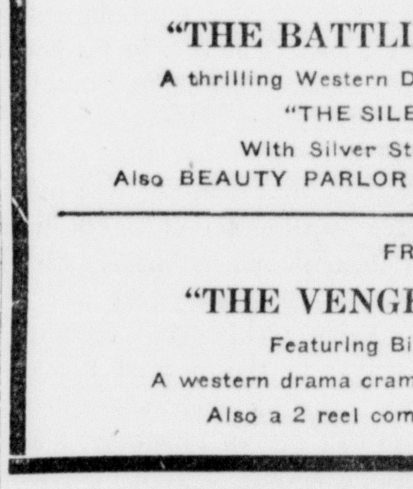 "THE BATTLI
A thrilling Western D
"THE SILE
With Silver St
Also BEAUTY PARLOR
FR
"THE VENGE
Featuring Bi
A western drama cram
Also a 2 reel com